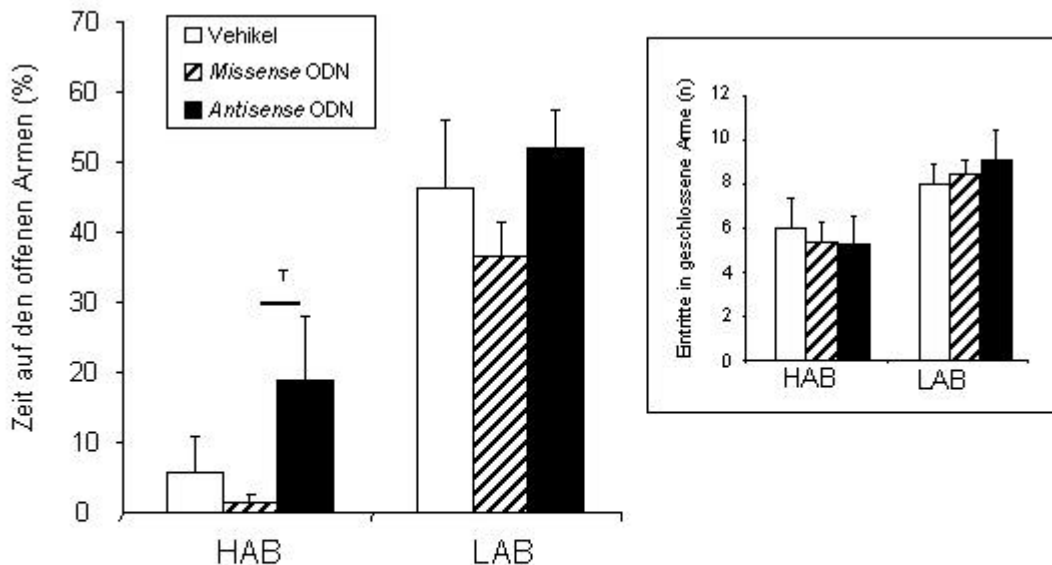 Zeit auf den offenen Armen (%)
70
60
50
40
30
20
10
0
Vehikel
Missense ODN
Antisense ODN
T
HAB
LAB
Eintritte in geschlossene Arme (n)
12
10
8
6
4
2
0
HAB
LAB